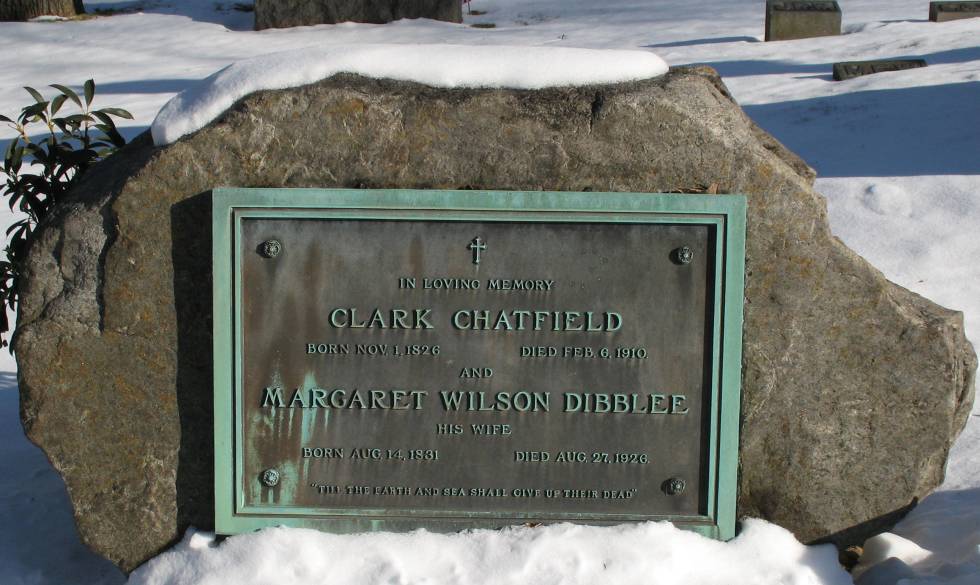 IN LOVING MEMORY
CLARK CHATFIELD
BORN NOV. 1, 1826 DIED FEB. 6, 1910.
AND
MARGARET WILSON DIBBLEE
HIS WIFE
BORN AUG. 14, 1831 DIED AUG. 27, 1926.
"TILL THE EARTH AND SEA SHALL GIVE UP THEIR DEAD"